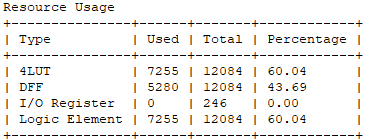 Resource Usage
+---------------+------+-------+------------+
| Type          | Used | Total | Percentage |
+---------------+------+-------+------------+
| 4LUT          | 7255 | 12084 | 60.04      |
| DFF           | 5280 | 12084 | 43.69      |
| I/O Register  | 0    | 246   | 0.00       |
| Logic Element | 7255 | 12084 | 60.04      |
+---------------+------+-------+------------+